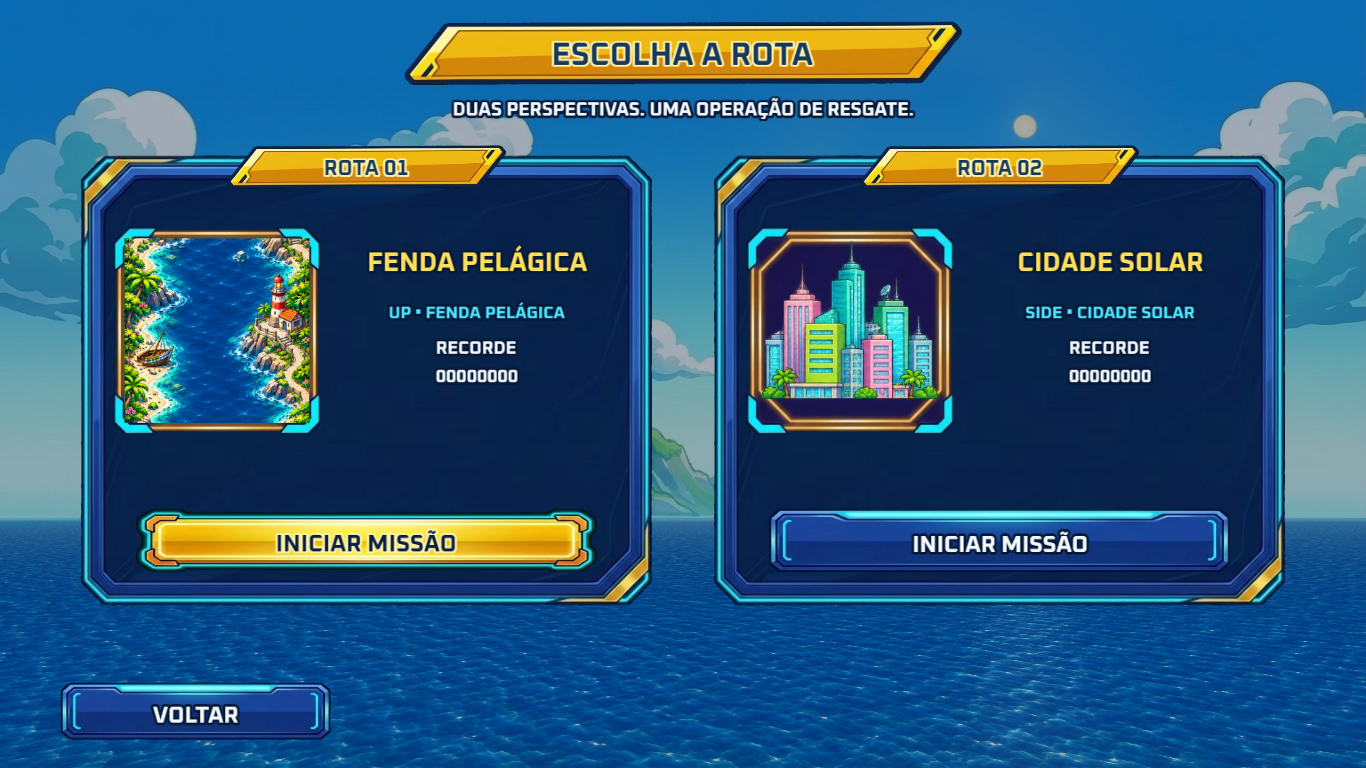 ESCOLHA A ROTA
DUAS PERSPECTIVAS. UMA OPERAÇÃO DE RESGATE.
ROTA 01
FENDA PELÁGICA
UP • FENDA PELÁGICA
RECORDE
00000000
INICIAR MISSÃO
ROTA 02
CIDADE SOLAR
SIDE • CIDADE SOLAR
RECORDE
00000000
INICIAR MISSÃO
VOLTAR